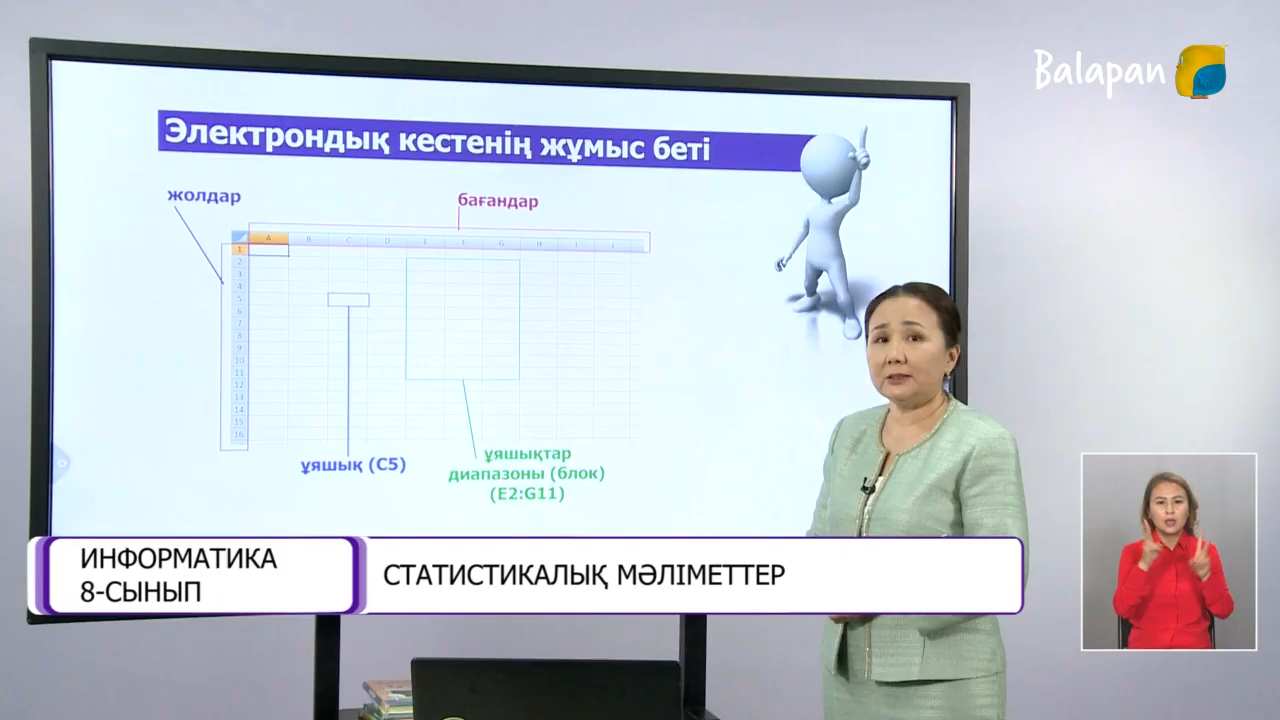 Balapan
Электрондық кестенің жұмыс беті
жолдар
бағандар
A B C D E F G H I J
1
2
3
4
5
6
7
8
9
10
11
12
13
14
15
16
ұяшық (C5)
ұяшықтар
диапазоны (блок)
(E2:G11)
ИНФОРМАТИКА
8-СЫНЫП
СТАТИСТИКАЛЫҚ МӘЛІМЕТТЕР